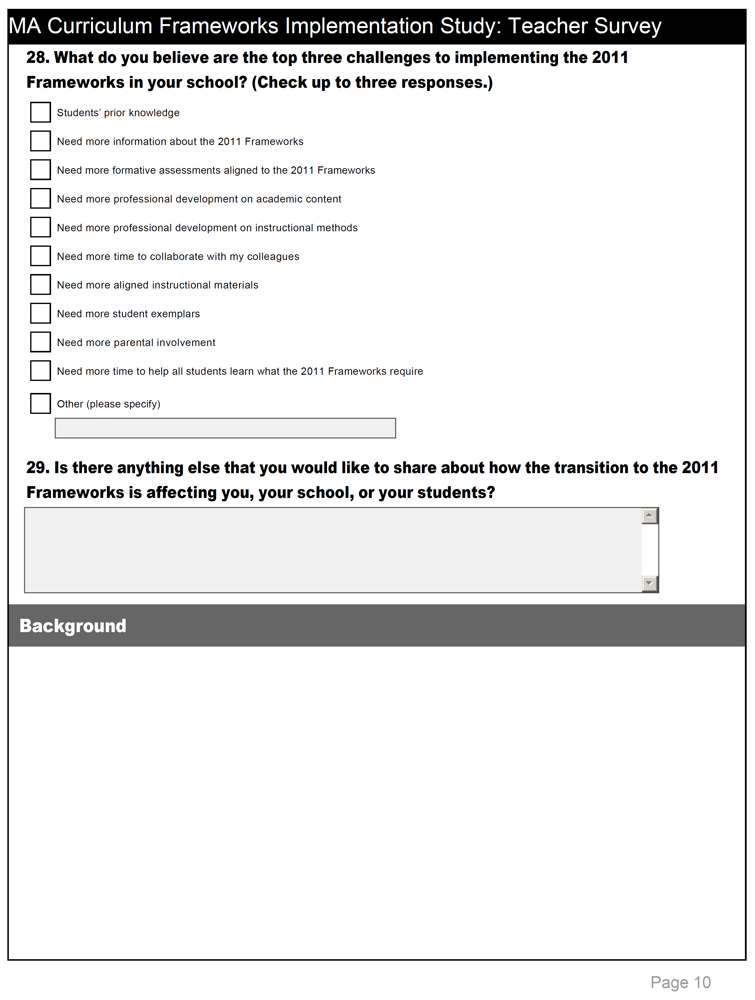 MA Curriculum Frameworks Implementation Study: Teacher Survey
28. What do you believe are the top three challenges to implementing the 2011
Frameworks in your school? (Check up to three responses.)
Students’ prior knowledge
Need more information about the 2011 Frameworks
Need more formative assessments aligned to the 2011 Frameworks
Need more professional development on academic content
Need more professional development on instructional methods
Need more time to collaborate with my colleagues
Need more aligned instructional materials
Need more student exemplars
Need more parental involvement
Need more time to help all students learn what the 2011 Frameworks require
Other (please specify)
29. Is there anything else that you would like to share about how the transition to the 2011
Frameworks is affecting you, your school, or your students?
Background
Page 10